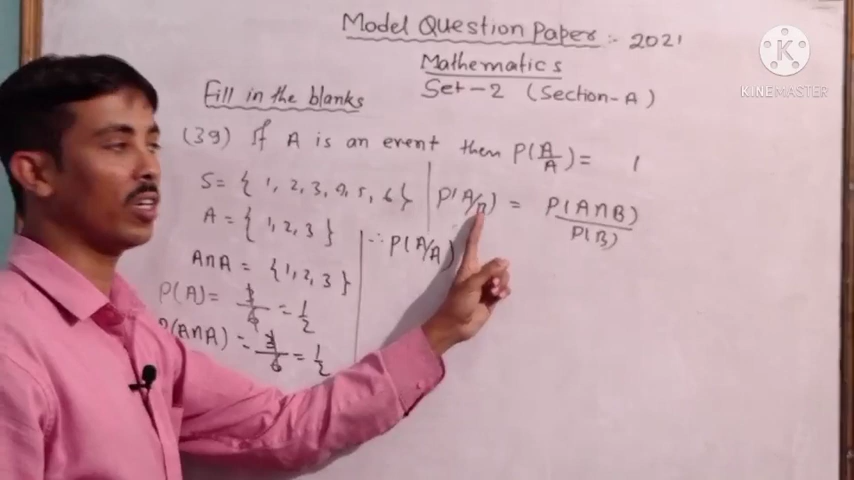 Model Question Paper :- 2021
Mathematics
Set-2 (Section-A)
Fill in the blanks
(39) If A is an event then P(A/A) = 1
S = { 1, 2, 3, 4, 5, 6 }
A = { 1, 2, 3 }
A∩A = { 1, 2, 3 }
P(A) = 3/6 = 1/2
P(A∩A) = 3/6 = 1/2
P(A/B) = P(A∩B)/P(B)
∴ P(A/A)
K
KINEMASTER